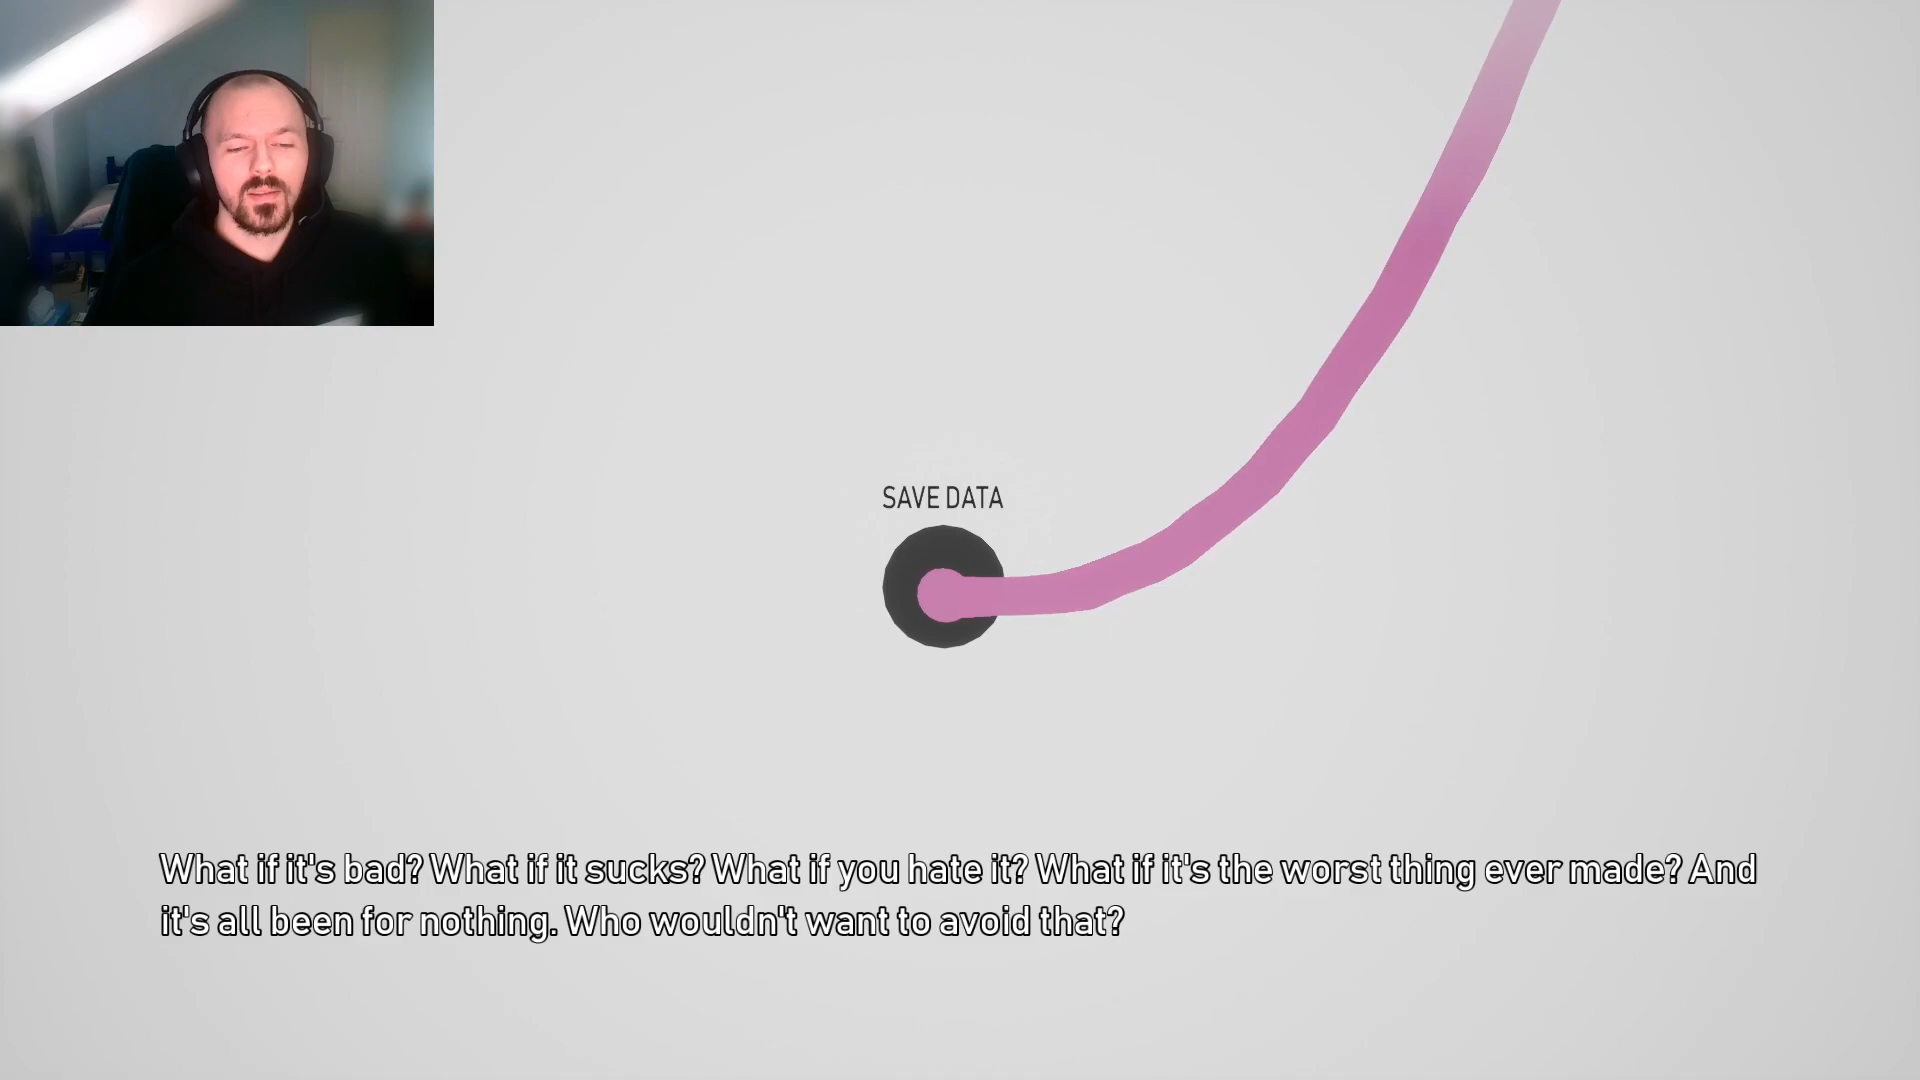 SAVE DATA
What if it's bad? What if it sucks? What if you hate it? What if it's the worst thing ever made? And
it's all been for nothing. Who wouldn't want to avoid that?